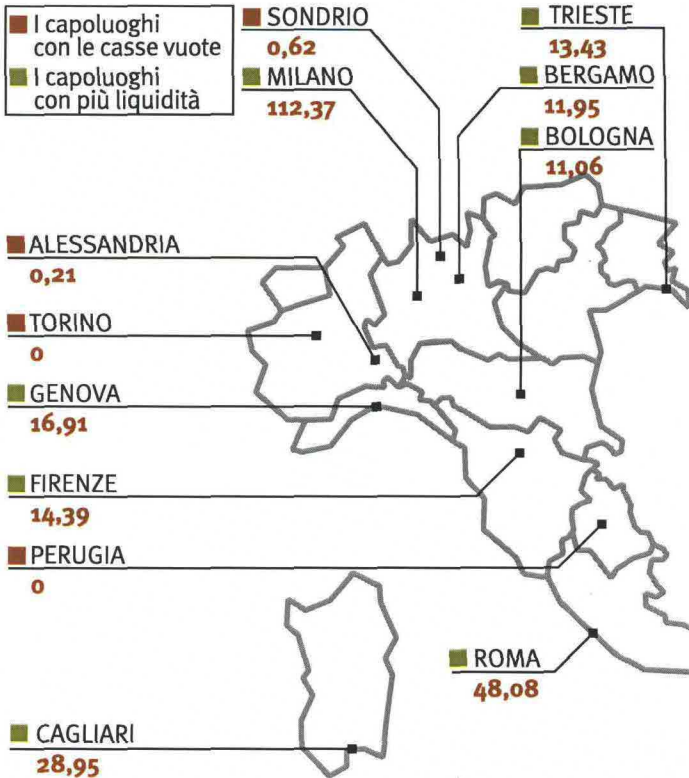 I capoluoghi
con le casse vuote
I capoluoghi
con più liquidità
SONDRIO
0,62
MILANO
112,37
TRIESTE
13,43
BERGAMO
11,95
BOLOGNA
11,06
ALESSANDRIA
0,21
TORINO
0
GENOVA
16,91
FIRENZE
14,39
PERUGIA
0
ROMA
48,08
CAGLIARI
28,95